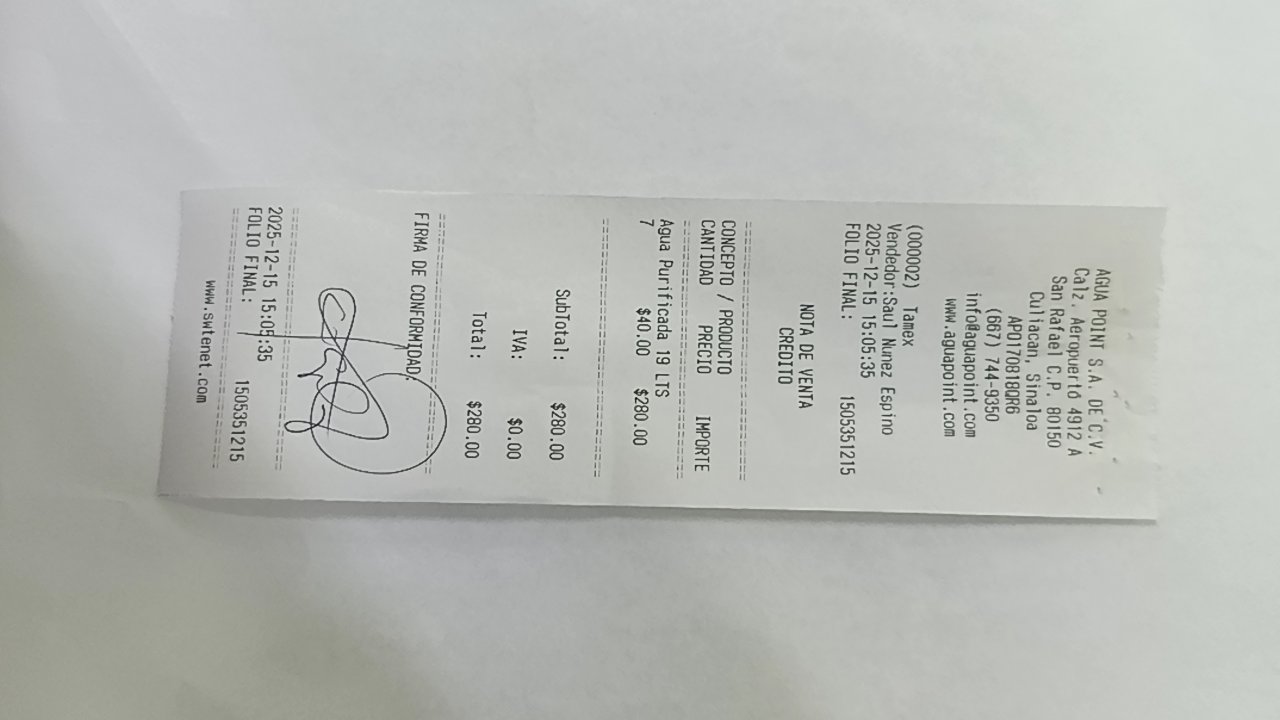 AGUA POINT S.A. DE C.V.
Calz. Aeropuerto 4912 A
San Rafael C.P. 80150
Culiacan, Sinaloa
APO170818QR6
(667) 744-9350
info@aguapoint.com
www.aguapoint.com
(000002) Tamex
Vendedor:Saul Nunez Espino
2025-12-15 15:05:35
FOLIO FINAL: 1505351215
NOTA DE VENTA
CREDITO
CONCEPTO / PRODUCTO
CANTIDAD PRECIO IMPORTE
Agua Purificada 19 LTS
7 $40.00 $280.00
SubTotal: $280.00
IVA: $0.00
Total: $280.00
FIRMA DE CONFORMIDAD:
2025-12-15 15:05:35
FOLIO FINAL: 1505351215
www.swtenet.com